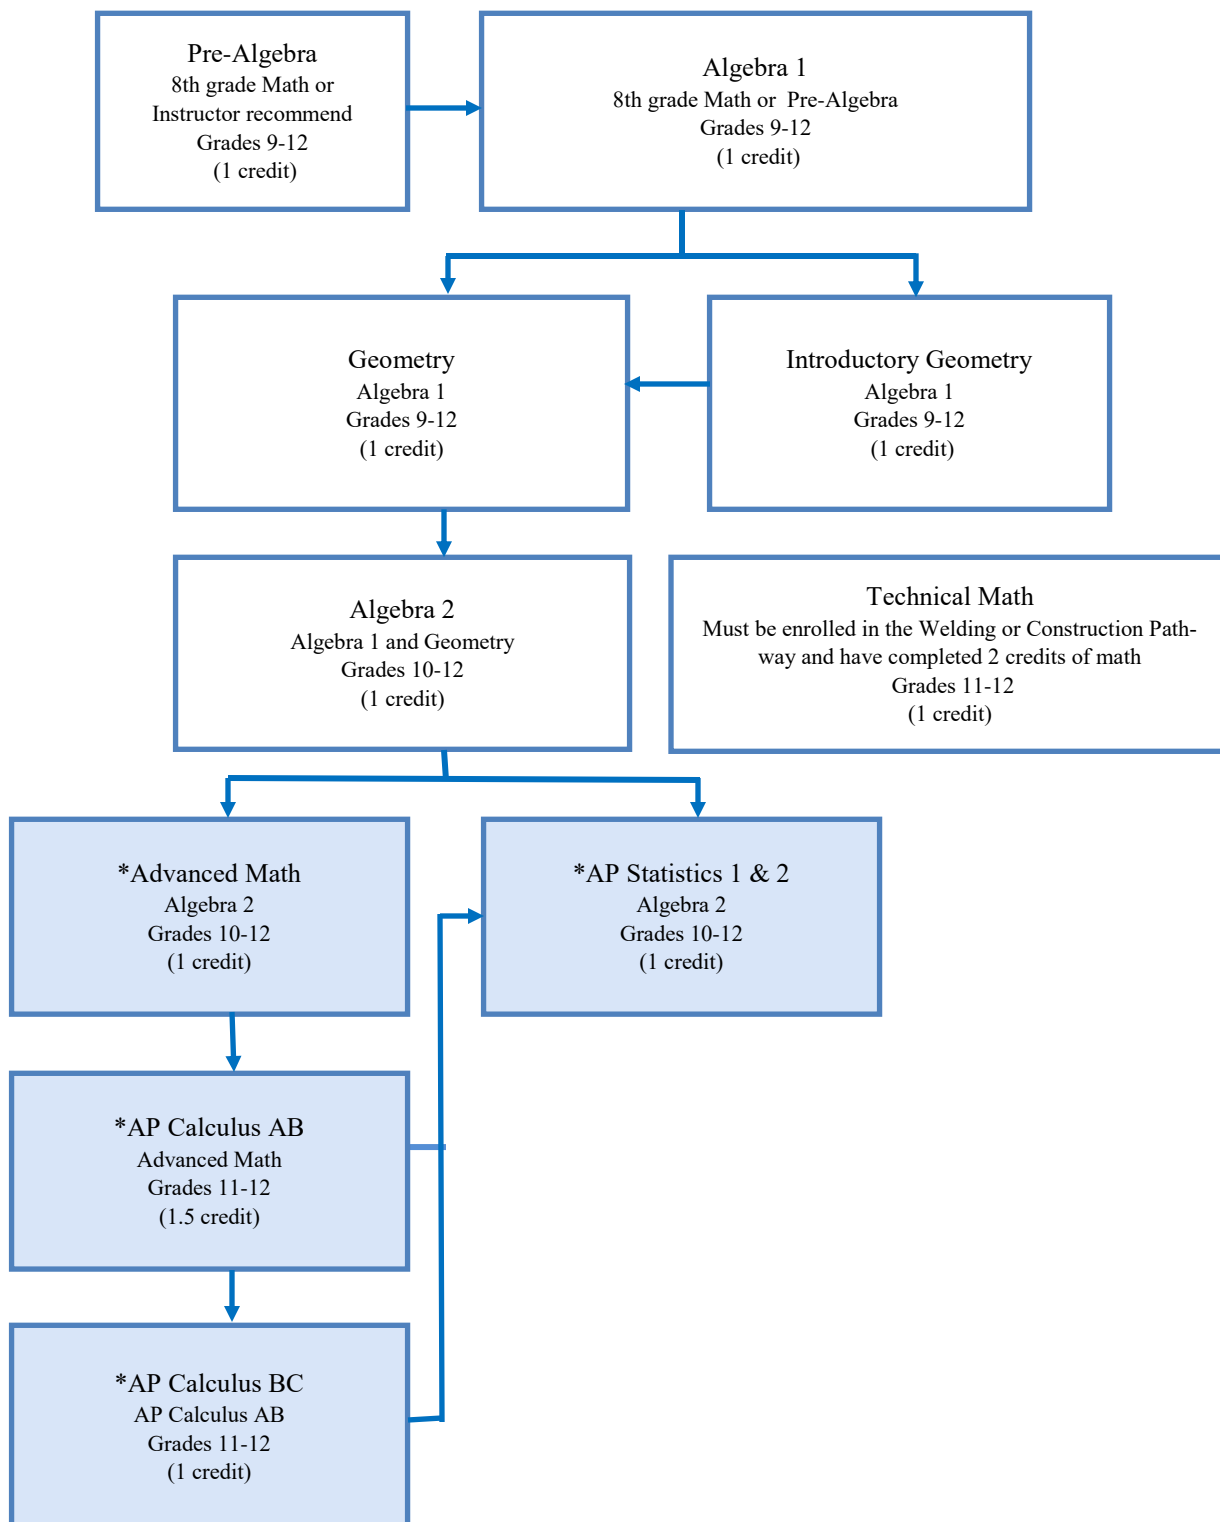 Pre-Algebra
8th grade Math or
Instructor recommend
Grades 9-12
(1 credit)
Algebra 1
8th grade Math or  Pre-Algebra
Grades 9-12
(1 credit)
Geometry
Algebra 1
Grades 9-12
(1 credit)
Introductory Geometry
Algebra 1
Grades 9-12
(1 credit)
Algebra 2
Algebra 1 and Geometry
Grades 10-12
(1 credit)
Technical Math
Must be enrolled in the Welding or Construction Path-
way and have completed 2 credits of math
Grades 11-12
(1 credit)
*Advanced Math
Algebra 2
Grades 10-12
(1 credit)
*AP Statistics 1 & 2
Algebra 2
Grades 10-12
(1 credit)
*AP Calculus AB
Advanced Math
Grades 11-12
(1.5 credit)
*AP Calculus BC
AP Calculus AB
Grades 11-12
(1 credit)